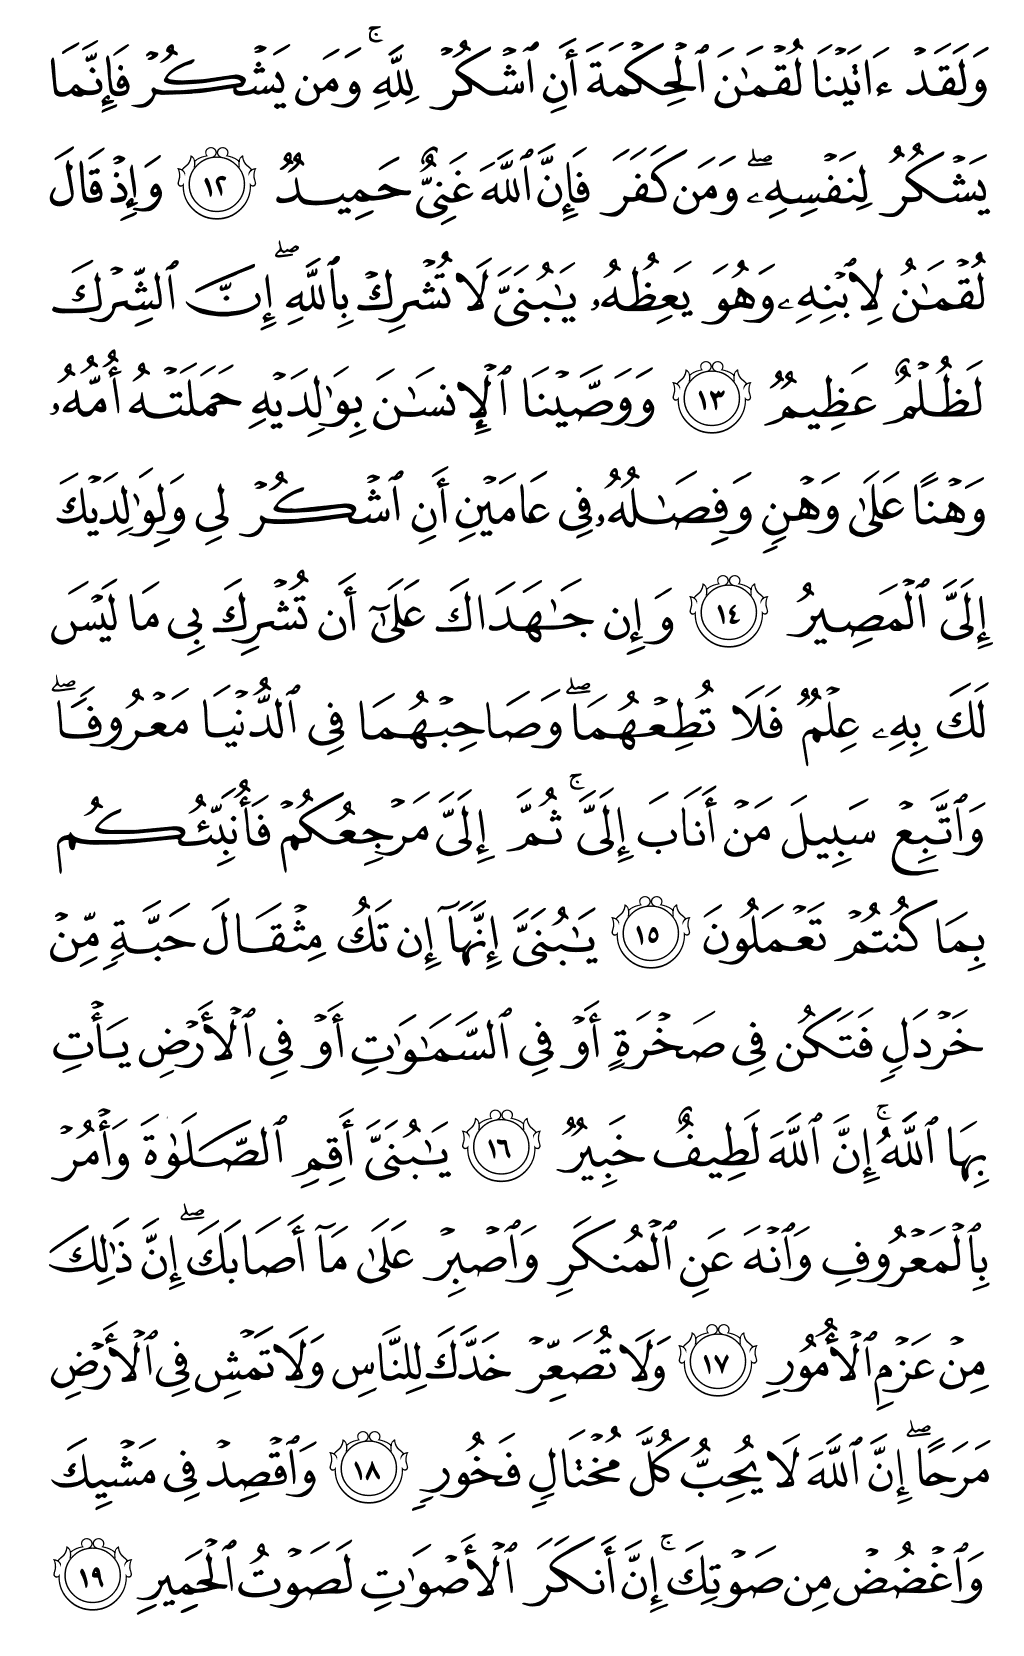 وَلَقَدۡ ءَاتَيۡنَا لُقۡمَٰنَ ٱلۡحِكۡمَةَ أَنِ ٱشۡكُرۡ لِلَّهِۚ وَمَن يَشۡكُرۡ فَإِنَّمَا
يَشۡكُرُ لِنَفۡسِهِۦۖ وَمَن كَفَرَ فَإِنَّ ٱللَّهَ غَنِيٌّ حَمِيدٞ ١٢ وَإِذۡ قَالَ
لُقۡمَٰنُ لِٱبۡنِهِۦ وَهُوَ يَعِظُهُۥ يَٰبُنَيَّ لَا تُشۡرِكۡ بِٱللَّهِۖ إِنَّ ٱلشِّرۡكَ
لَظُلۡمٌ عَظِيمٞ ١٣ وَوَصَّيۡنَا ٱلۡإِنسَٰنَ بِوَٰلِدَيۡهِ حَمَلَتۡهُ أُمُّهُۥ
وَهۡنًا عَلَىٰ وَهۡنٖ وَفِصَٰلُهُۥ فِي عَامَيۡنِ أَنِ ٱشۡكُرۡ لِي وَلِوَٰلِدَيۡكَ
إِلَيَّ ٱلۡمَصِيرُ ١٤ وَإِن جَٰهَدَاكَ عَلَىٰٓ أَن تُشۡرِكَ بِي مَا لَيۡسَ
لَكَ بِهِۦ عِلۡمٞ فَلَا تُطِعۡهُمَاۖ وَصَاحِبۡهُمَا فِي ٱلدُّنۡيَا مَعۡرُوفٗاۖ
وَٱتَّبِعۡ سَبِيلَ مَنۡ أَنَابَ إِلَيَّۚ ثُمَّ إِلَيَّ مَرۡجِعُكُمۡ فَأُنَبِّئُكُم
بِمَا كُنتُمۡ تَعۡمَلُونَ ١٥ يَٰبُنَيَّ إِنَّهَآ إِن تَكُ مِثۡقَالَ حَبَّةٖ مِّنۡ
خَرۡدَلٖ فَتَكُن فِي صَخۡرَةٍ أَوۡ فِي ٱلسَّمَٰوَٰتِ أَوۡ فِي ٱلۡأَرۡضِ يَأۡتِ
بِهَا ٱللَّهُۚ إِنَّ ٱللَّهَ لَطِيفٌ خَبِيرٞ ١٦ يَٰبُنَيَّ أَقِمِ ٱلصَّلَوٰةَ وَأۡمُرۡ
بِٱلۡمَعۡرُوفِ وَٱنۡهَ عَنِ ٱلۡمُنكَرِ وَٱصۡبِرۡ عَلَىٰ مَآ أَصَابَكَۖ إِنَّ ذَٰلِكَ
مِنۡ عَزۡمِ ٱلۡأُمُورِ ١٧ وَلَا تُصَعِّرۡ خَدَّكَ لِلنَّاسِ وَلَا تَمۡشِ فِي ٱلۡأَرۡضِ
مَرَحًاۖ إِنَّ ٱللَّهَ لَا يُحِبُّ كُلَّ مُخۡتَالٖ فَخُورٖ ١٨ وَٱقۡصِدۡ فِي مَشۡيِكَ
وَٱغۡضُضۡ مِن صَوۡتِكَۚ إِنَّ أَنكَرَ ٱلۡأَصۡوَٰتِ لَصَوۡتُ ٱلۡحَمِيرِ ١٩